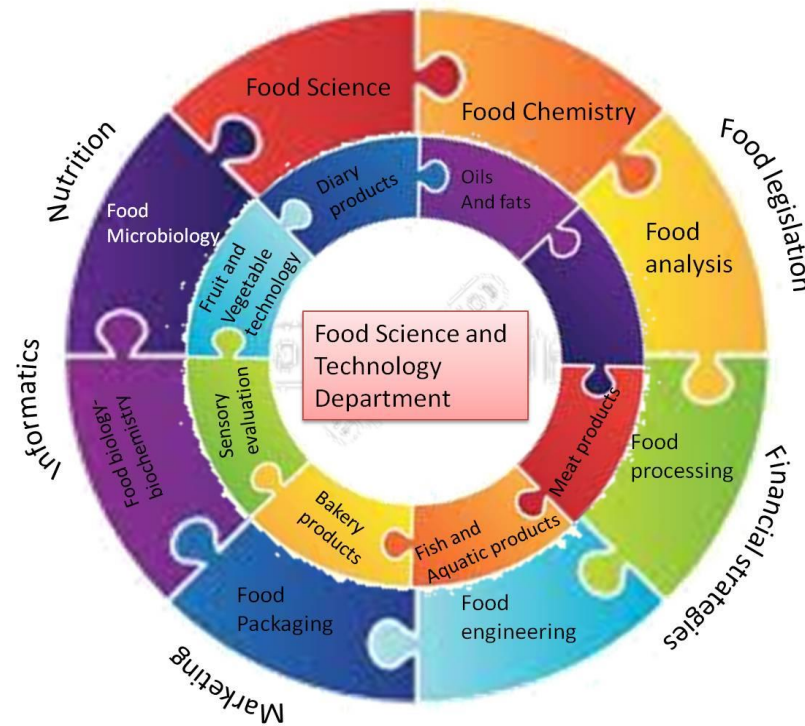 Food Science
Food Chemistry
Food
analysis
Food
processing
Food
engineering
Food
Packaging
Food biology-
biochemistry
Food
Microbiology
Diary
products
Oils
And fats
Meat products
Fish and
Aquatic products
Bakery
products
Sensory
evaluation
Fruit and
Vegetable
technology
Food Science and
Technology
Department
Nutrition
Food legislation
Financial strategies
Marketing
Informatics